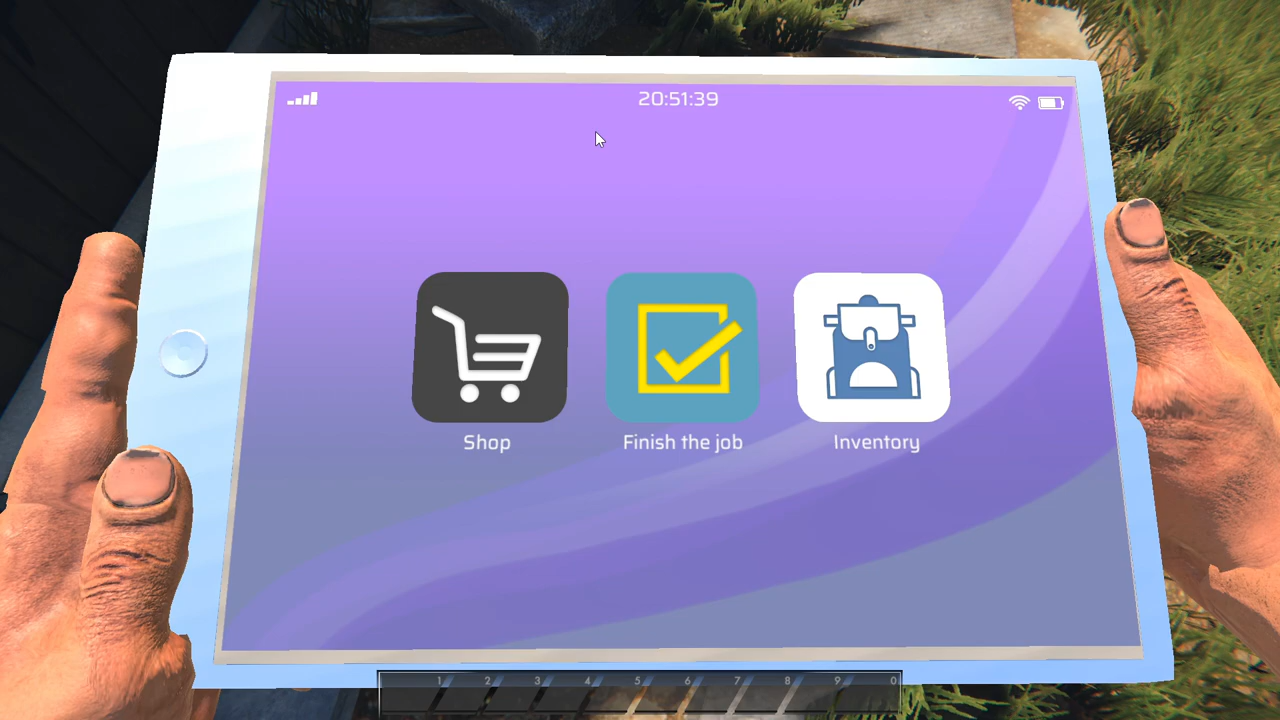 20:51:39
Shop
Finish the job
Inventory
1 2 3 4 5 6 7 8 9 0